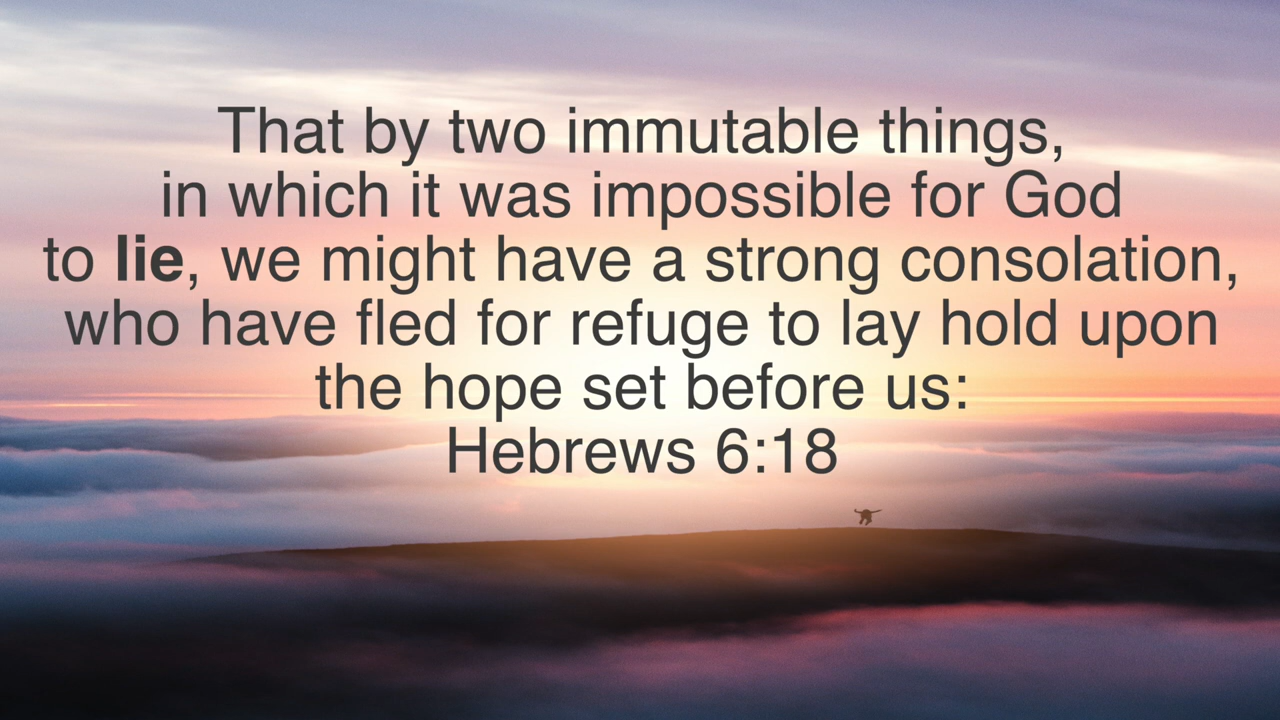 That by two immutable things,
in which it was impossible for God
to lie, we might have a strong consolation,
who have fled for refuge to lay hold upon
the hope set before us:
Hebrews 6:18